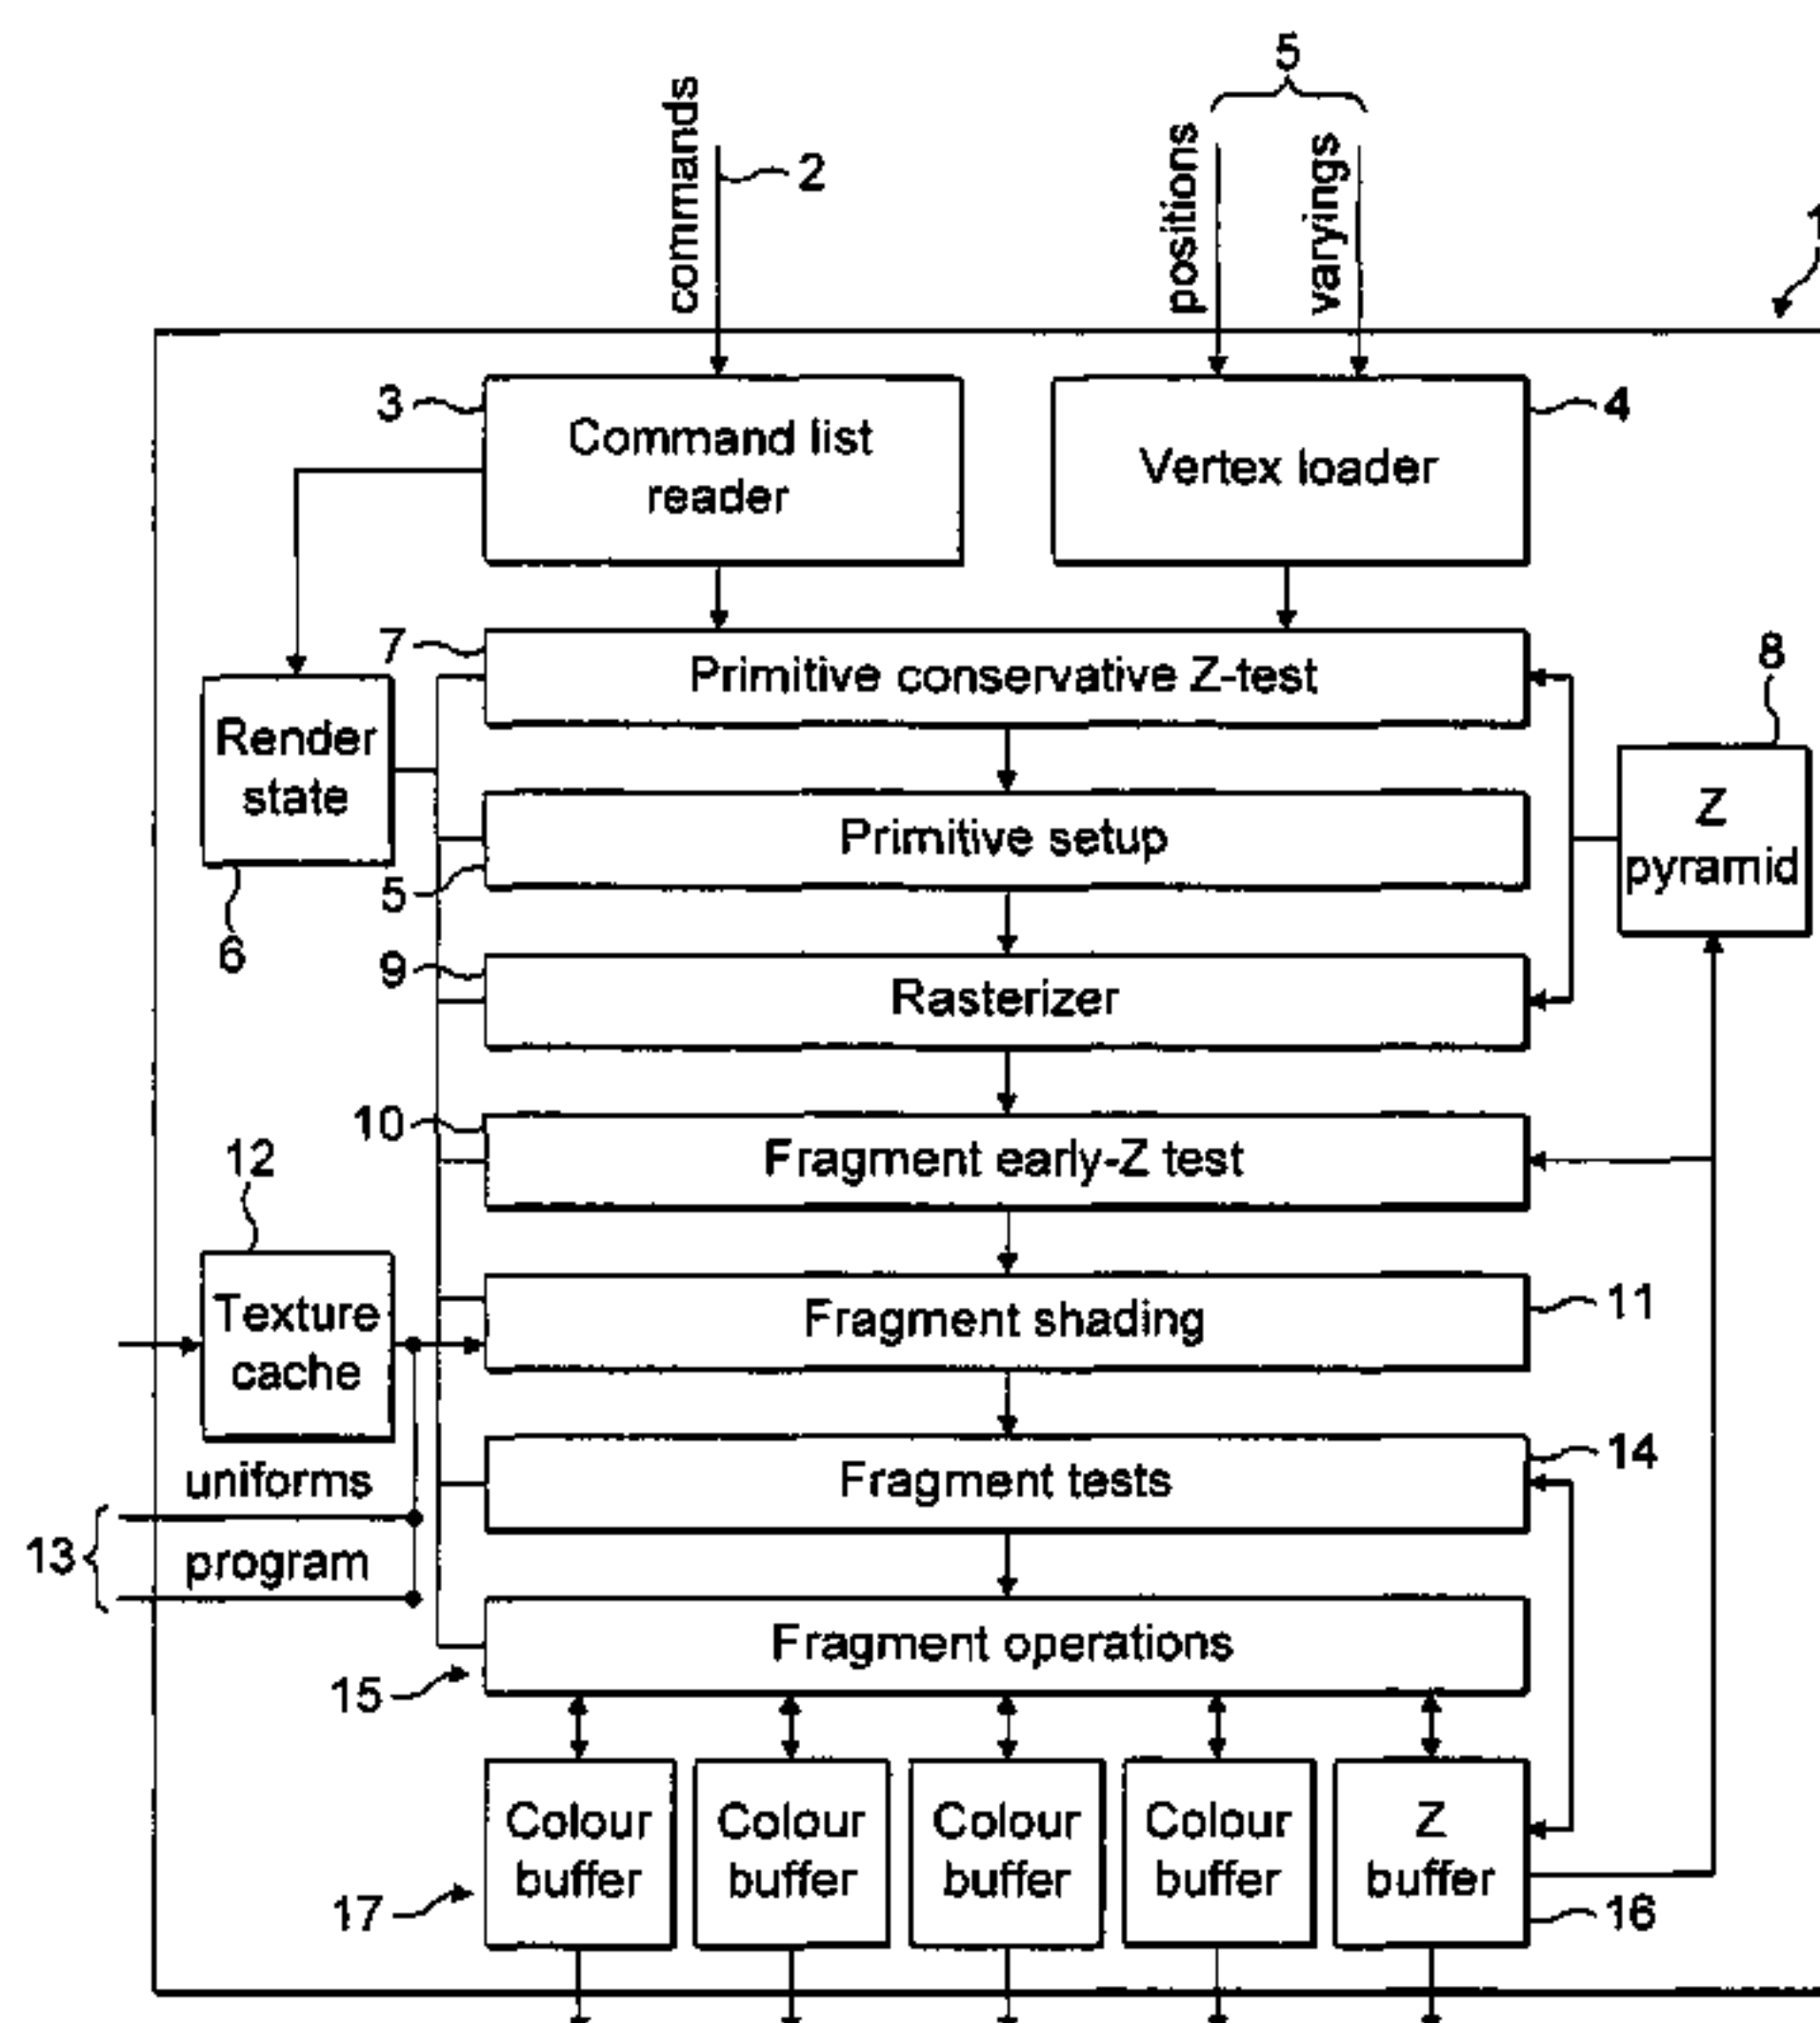 5
commands
2
positions
varyings
1
3
Command list
reader
Vertex loader
4
7
Primitive conservative Z-test
8
Render
state
6
Z
pyramid
Primitive setup
5
9
Rasterizer
10
Fragment early-Z test
12
Texture
cache
Fragment shading
11
uniforms
13
program
Fragment tests
14
Fragment operations
15
Colour
buffer
Colour
buffer
Colour
buffer
Colour
buffer
Z
buffer
17
16